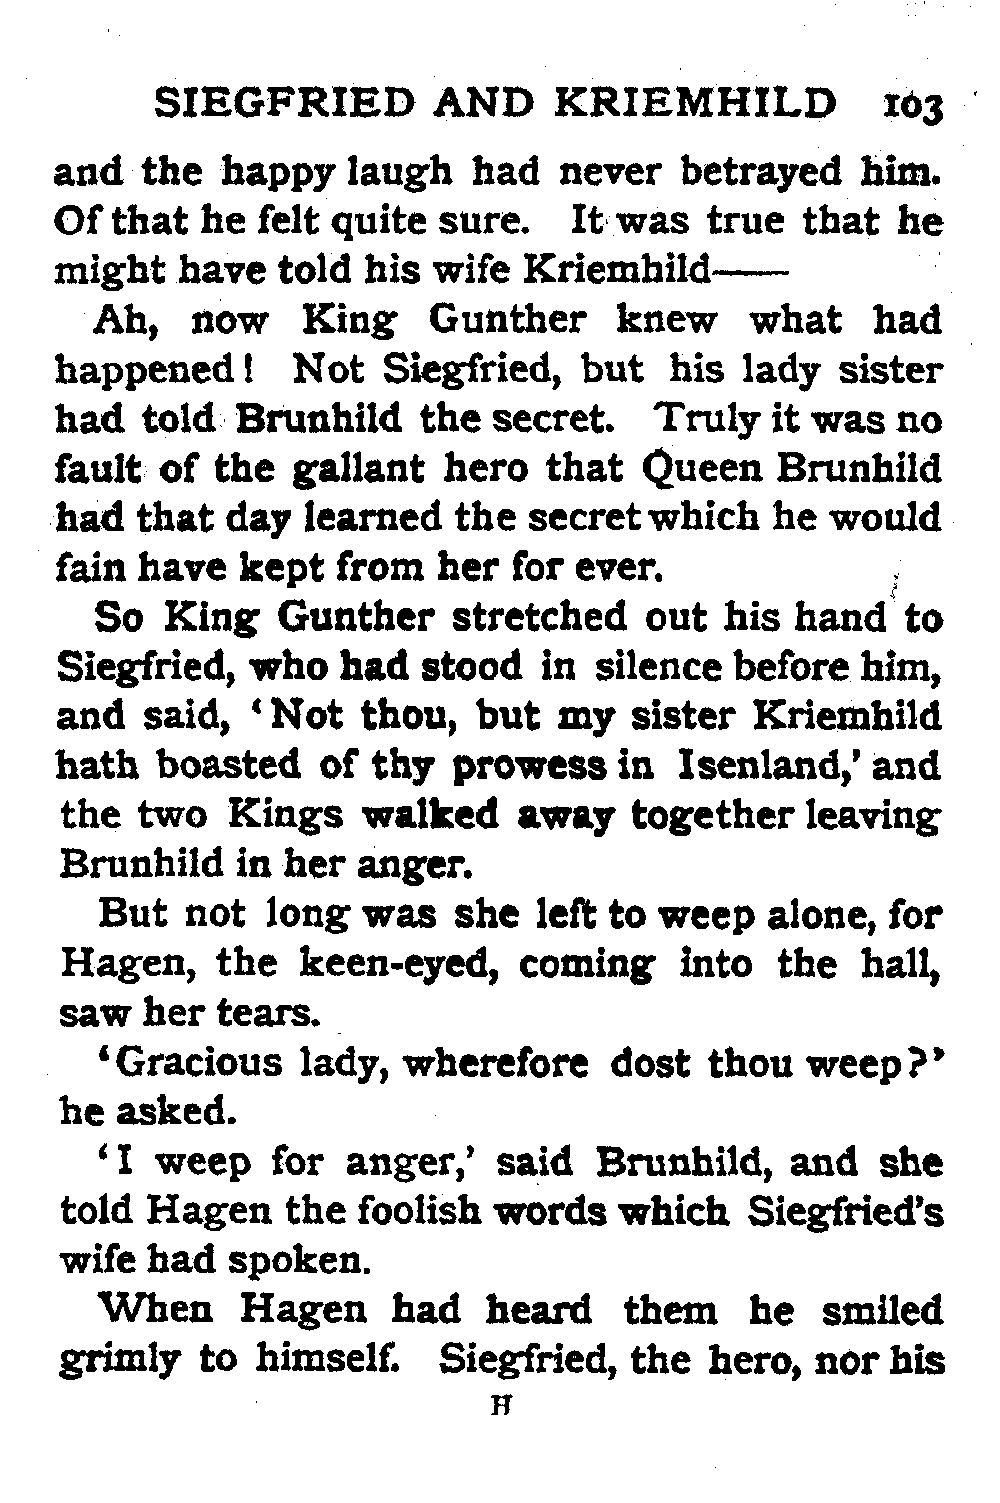 SIEGFRIED AND KRIEMHILD 103
and the happy laugh had never betrayed him.
Of that he felt quite sure. It was true that he
might have told his wife Kriemhild——
Ah, now King Gunther knew what had
happened! Not Siegfried, but his lady sister
had told Brunhild the secret. Truly it was no
fault of the gallant hero that Queen Brunhild
had that day learned the secret which he would
fain have kept from her for ever.
So King Gunther stretched out his hand to
Siegfried, who had stood in silence before him,
and said, ‘Not thou, but my sister Kriemhild
hath boasted of thy prowess in Isenland,’ and
the two Kings walked away together leaving
Brunhild in her anger.
But not long was she left to weep alone, for
Hagen, the keen-eyed, coming into the hall,
saw her tears.
‘Gracious lady, wherefore dost thou weep?’
he asked.
‘I weep for anger,’ said Brunhild, and she
told Hagen the foolish words which Siegfried’s
wife had spoken.
When Hagen had heard them he smiled
grimly to himself. Siegfried, the hero, nor his
H